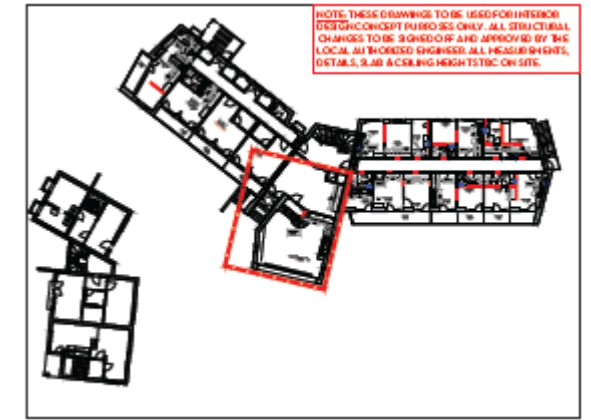 NOTE: THESE DRAWINGS TO BE USED FOR INTERIOR
DESIGN CONCEPT PURPOSES ONLY. ALL STRUCTURAL
CHANGES TO BE SIGNED OFF AND APPROVED BY THE
LOCAL AUTHORIZED ENGINEER. ALL MEASUREMENTS,
DETAILS, SLAB & CEILING HEIGHTS TBC ON SITE.